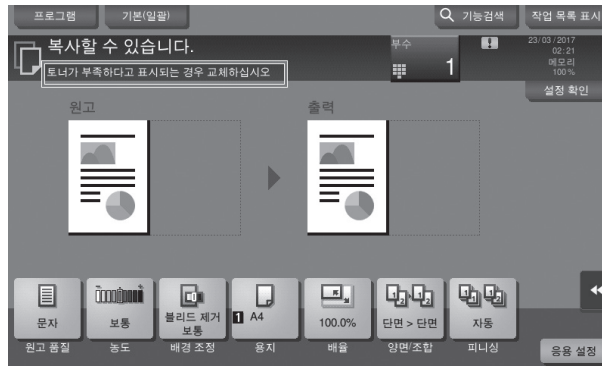 프로그램
기본(일괄)
기능검색
작업 목록 표시
복사할 수 있습니다.
토너가 부족하다고 표시되는 경우 교체하십시오
부수
1
23/03/2017
02:21
메모리
100%
설정 확인
원고
출력
문자
보통
블리드 제거
보통
1 A4
100.0%
단면 > 단면
자동
원고 품질
농도
배경 조정
용지
배율
양면/조합
피니싱
응용 설정